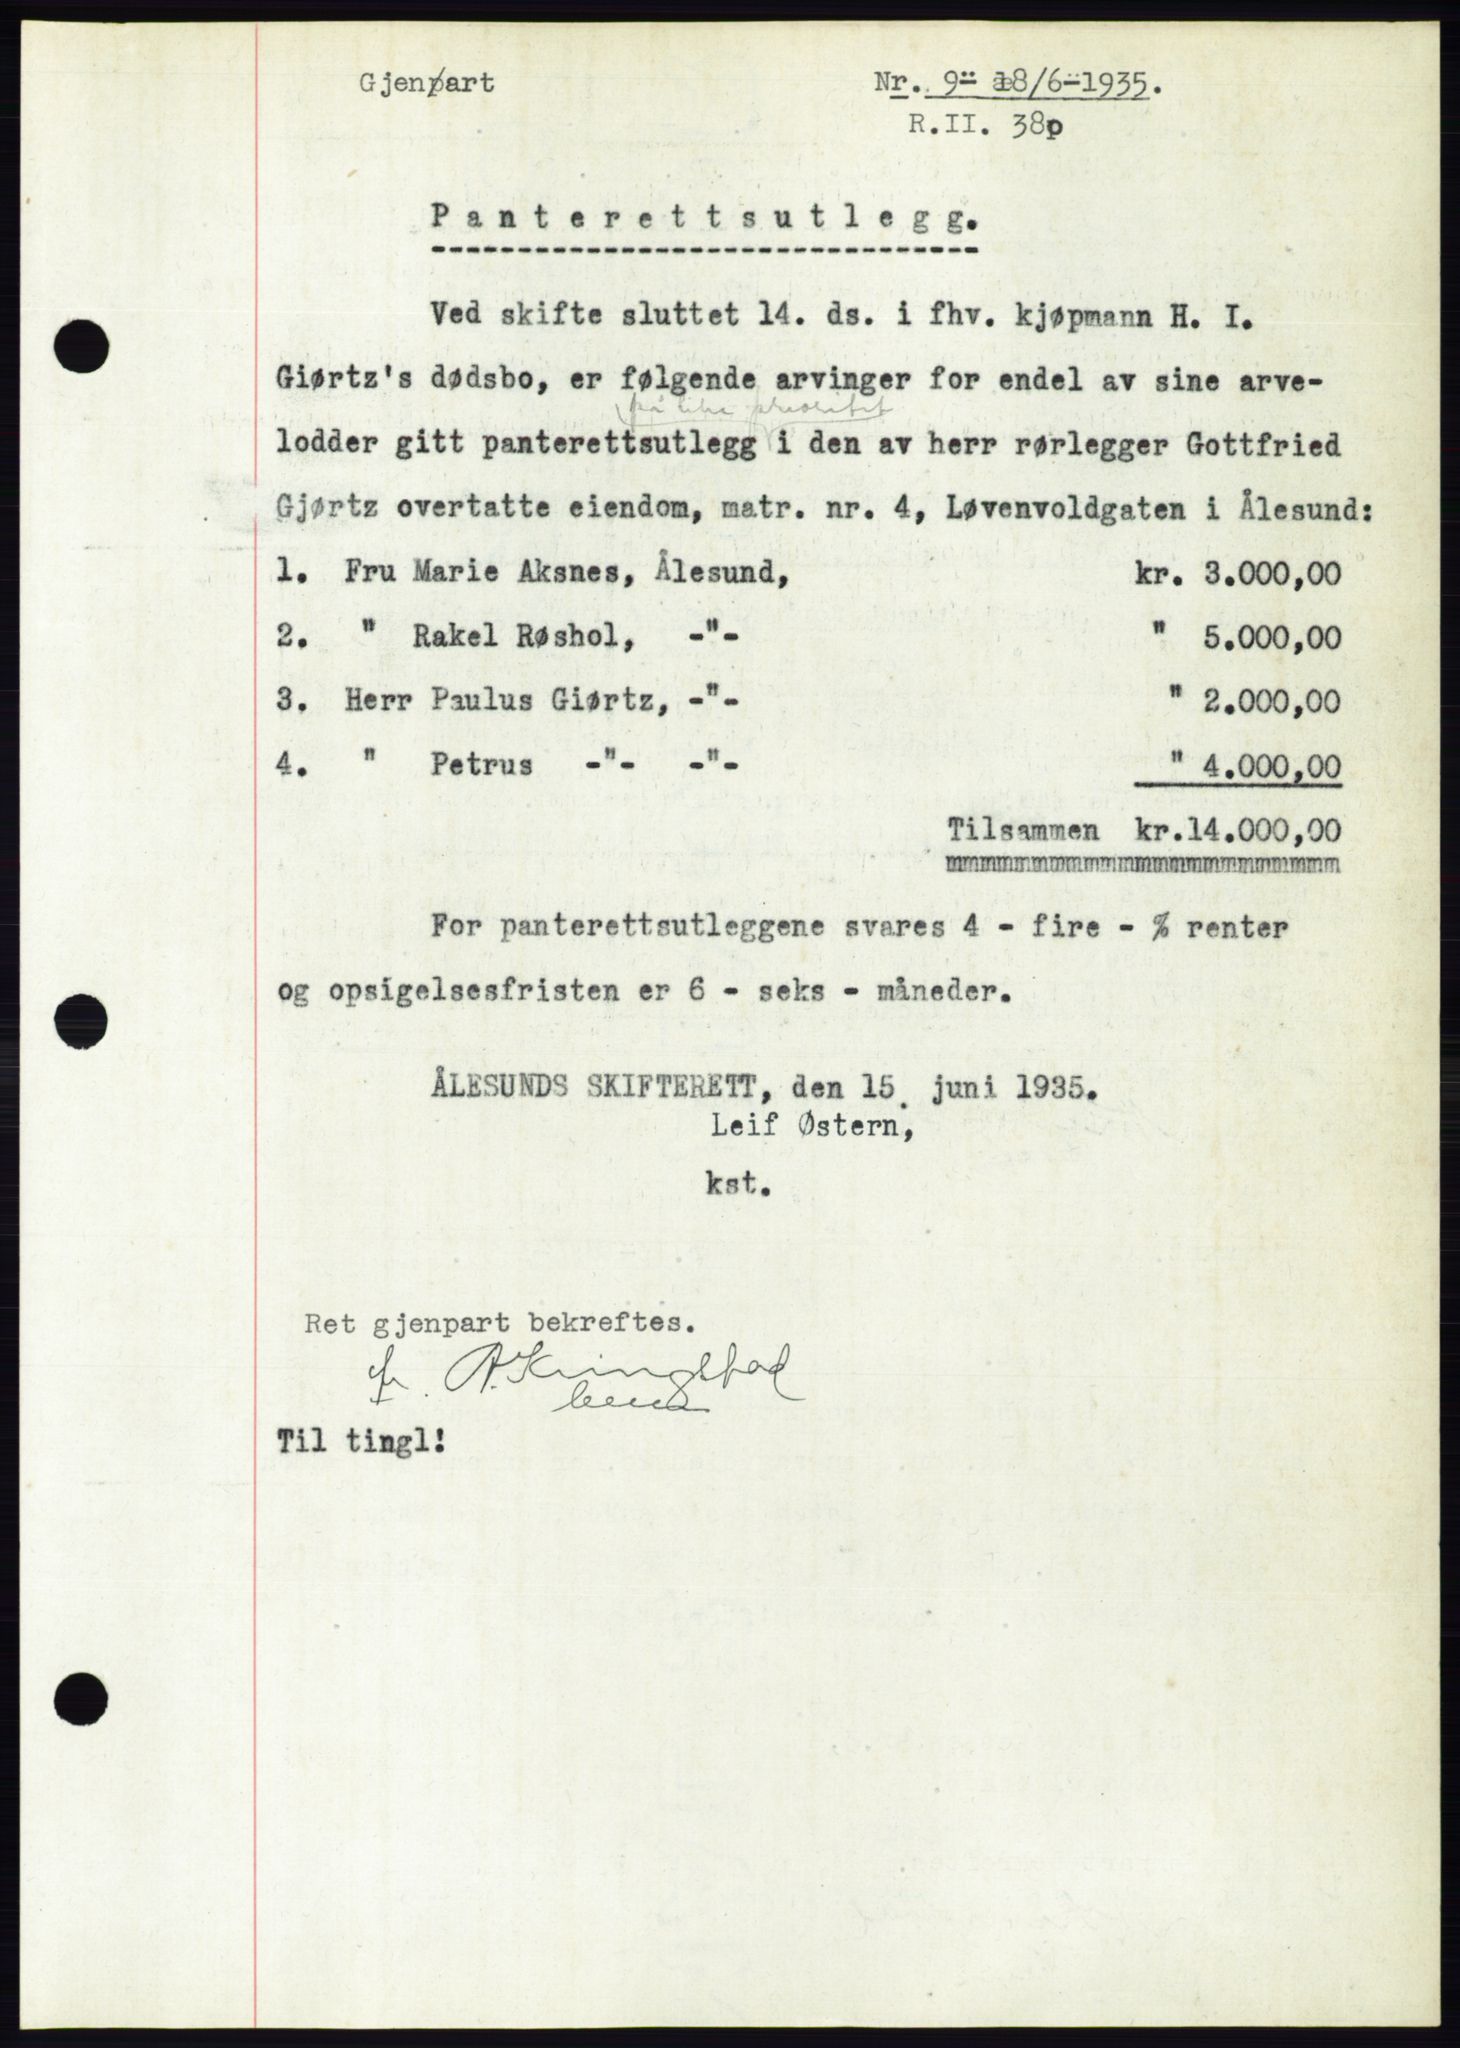 Gjenpart
Nr. 9- 18/6-1935.
R.II. 38p
Panterettsutlegg.
Ved skifte sluttet 14. ds. i fhv. kjøpmann H. I.
Giørtz's dødsbo, er følgende arvinger for endel av sine arve-
på like prioritet
lodder gitt panterettsutlegg i den av herr rørlegger Gottfried
Gjørtz overtatte eiendom, matr. nr. 4, Løvenvoldgaten i Ålesund:
1. Fru Marie Aksnes, Ålesund, kr. 3.000,00
2. " Rakel Røshol, -"- " 5.000,00
3. Herr Paulus Giørtz, -"- " 2.000,00
4. " Petrus -"- -"- " 4.000,00
Tilsammen kr.14.000,00
For panterettsutleggene svares 4 - fire - % renter
og opsigelsesfristen er 6 - seks - måneder.
ÅLESUNDS SKIFTERETT, den 15. juni 1935.
Leif Østern,
kst.
Ret gjenpart bekreftes.
Til tingl!